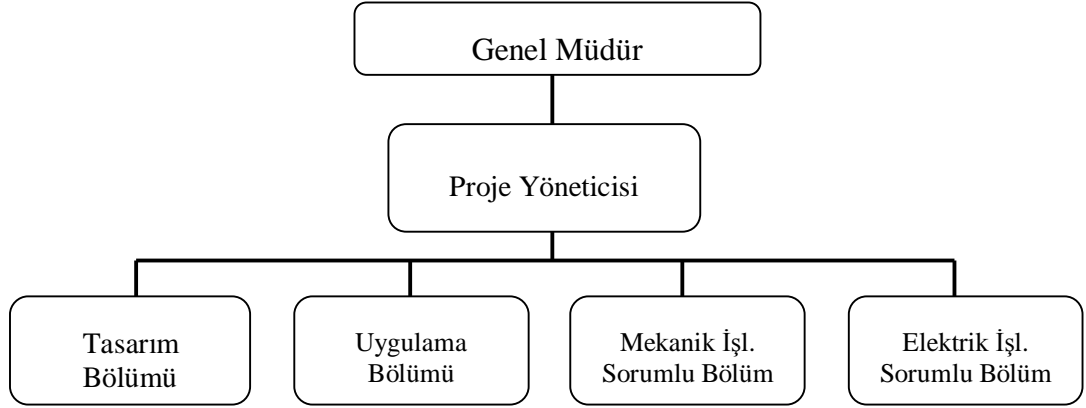 Genel Müdür
Proje Yöneticisi
Tasarım
Bölümü
Uygulama
Bölümü
Mekanik İşl.
Sorumlu Bölüm
Elektrik İşl.
Sorumlu Bölüm